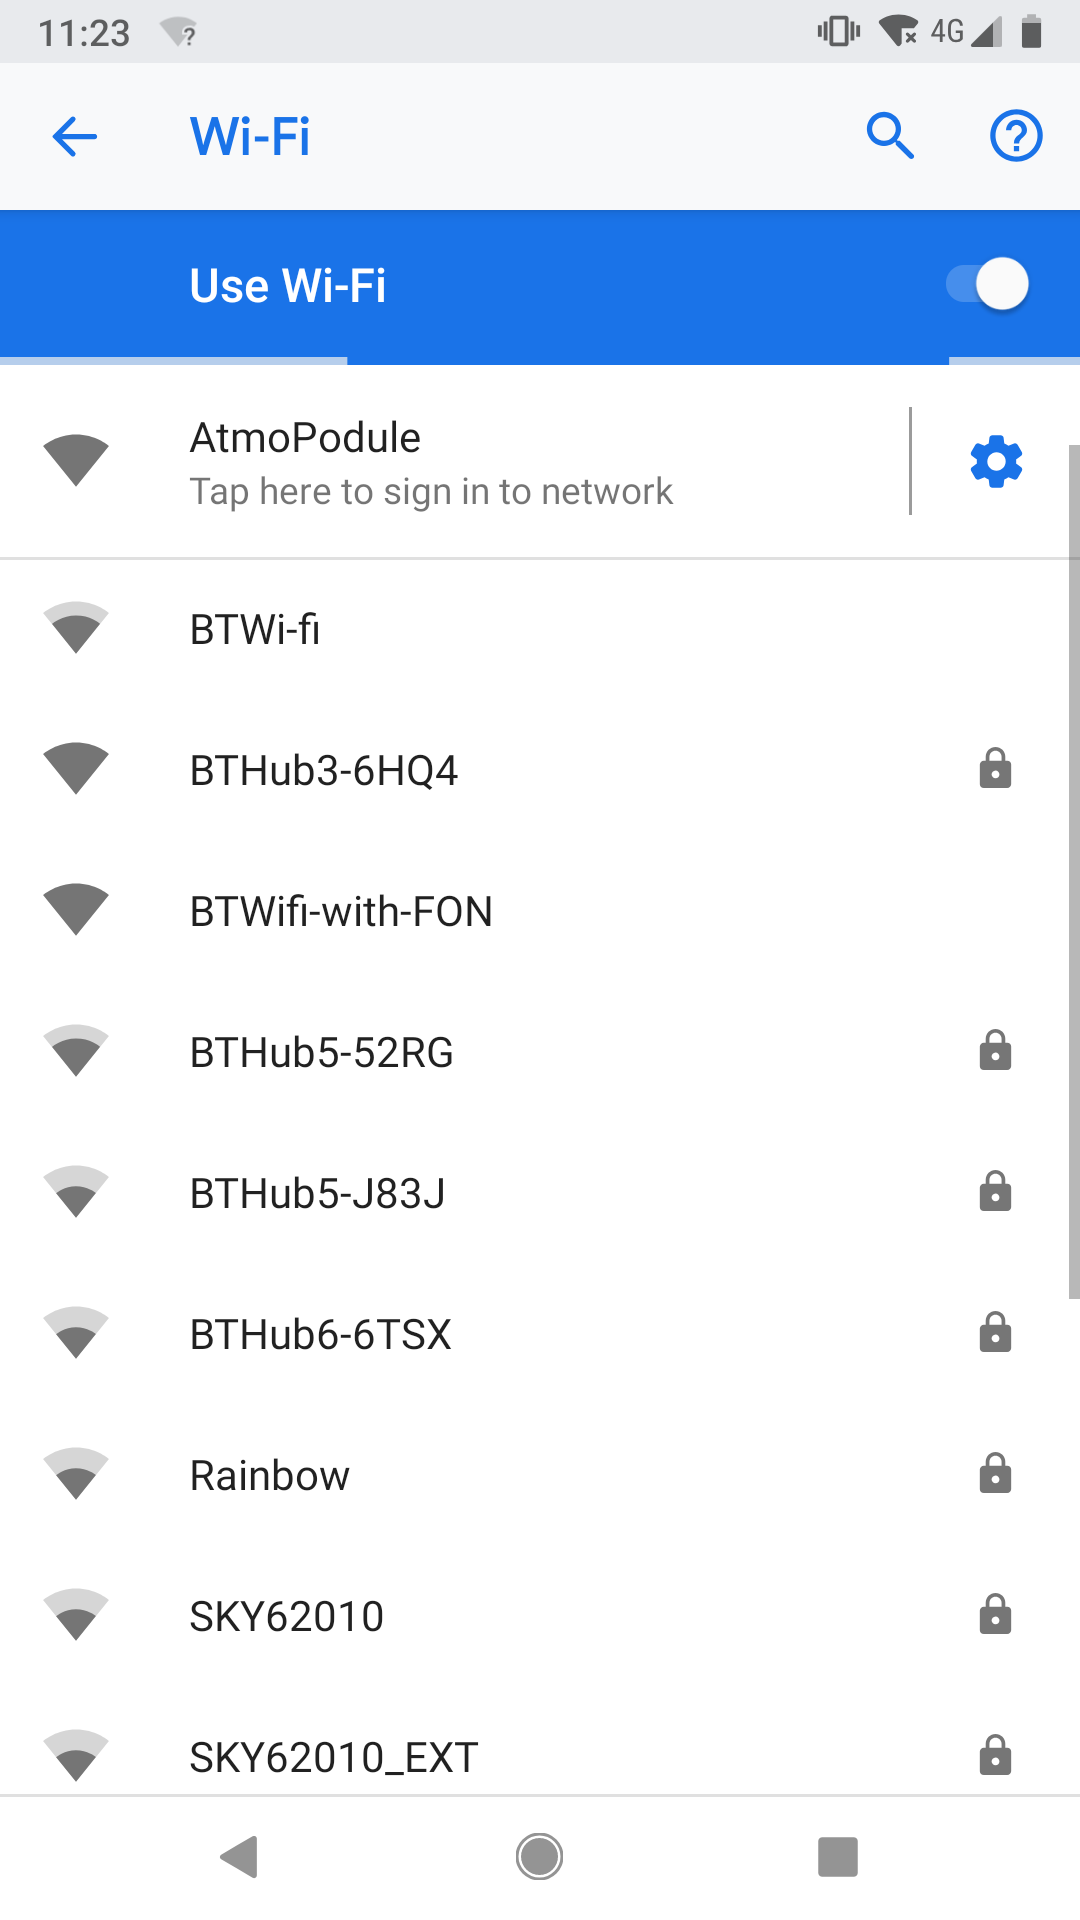 11:23
4G
Wi-Fi
Use Wi-Fi
AtmoPodule
Tap here to sign in to network
BTWi-fi
BTHub3-6HQ4
BTWifi-with-FON
BTHub5-52RG
BTHub5-J83J
BTHub6-6TSX
Rainbow
SKY62010
SKY62010_EXT